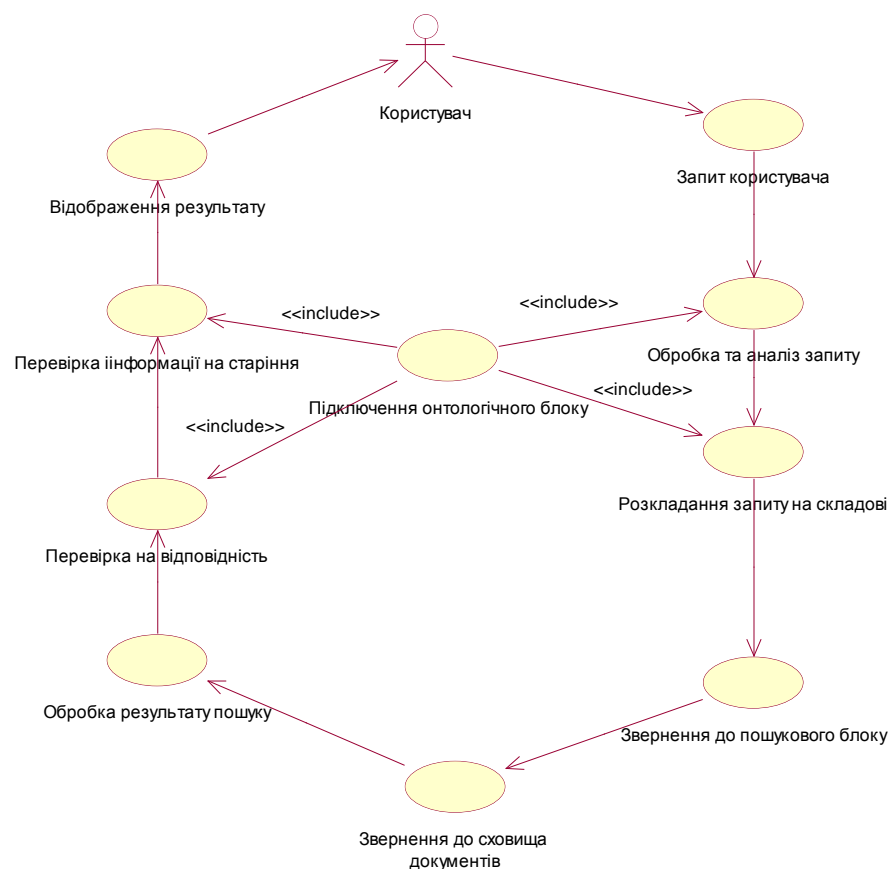 Користувач
Запит користувача
Відображення результату
<<include>>
<<include>>
Обробка та аналіз запиту
Перевірка іінформації на старіння
<<include>>
Підключення онтологічного блоку
<<include>>
Розкладання запиту на складові
Перевірка на відповідність
Обробка результату пошуку
Звернення до пошукового блоку
Звернення до сховища
документів